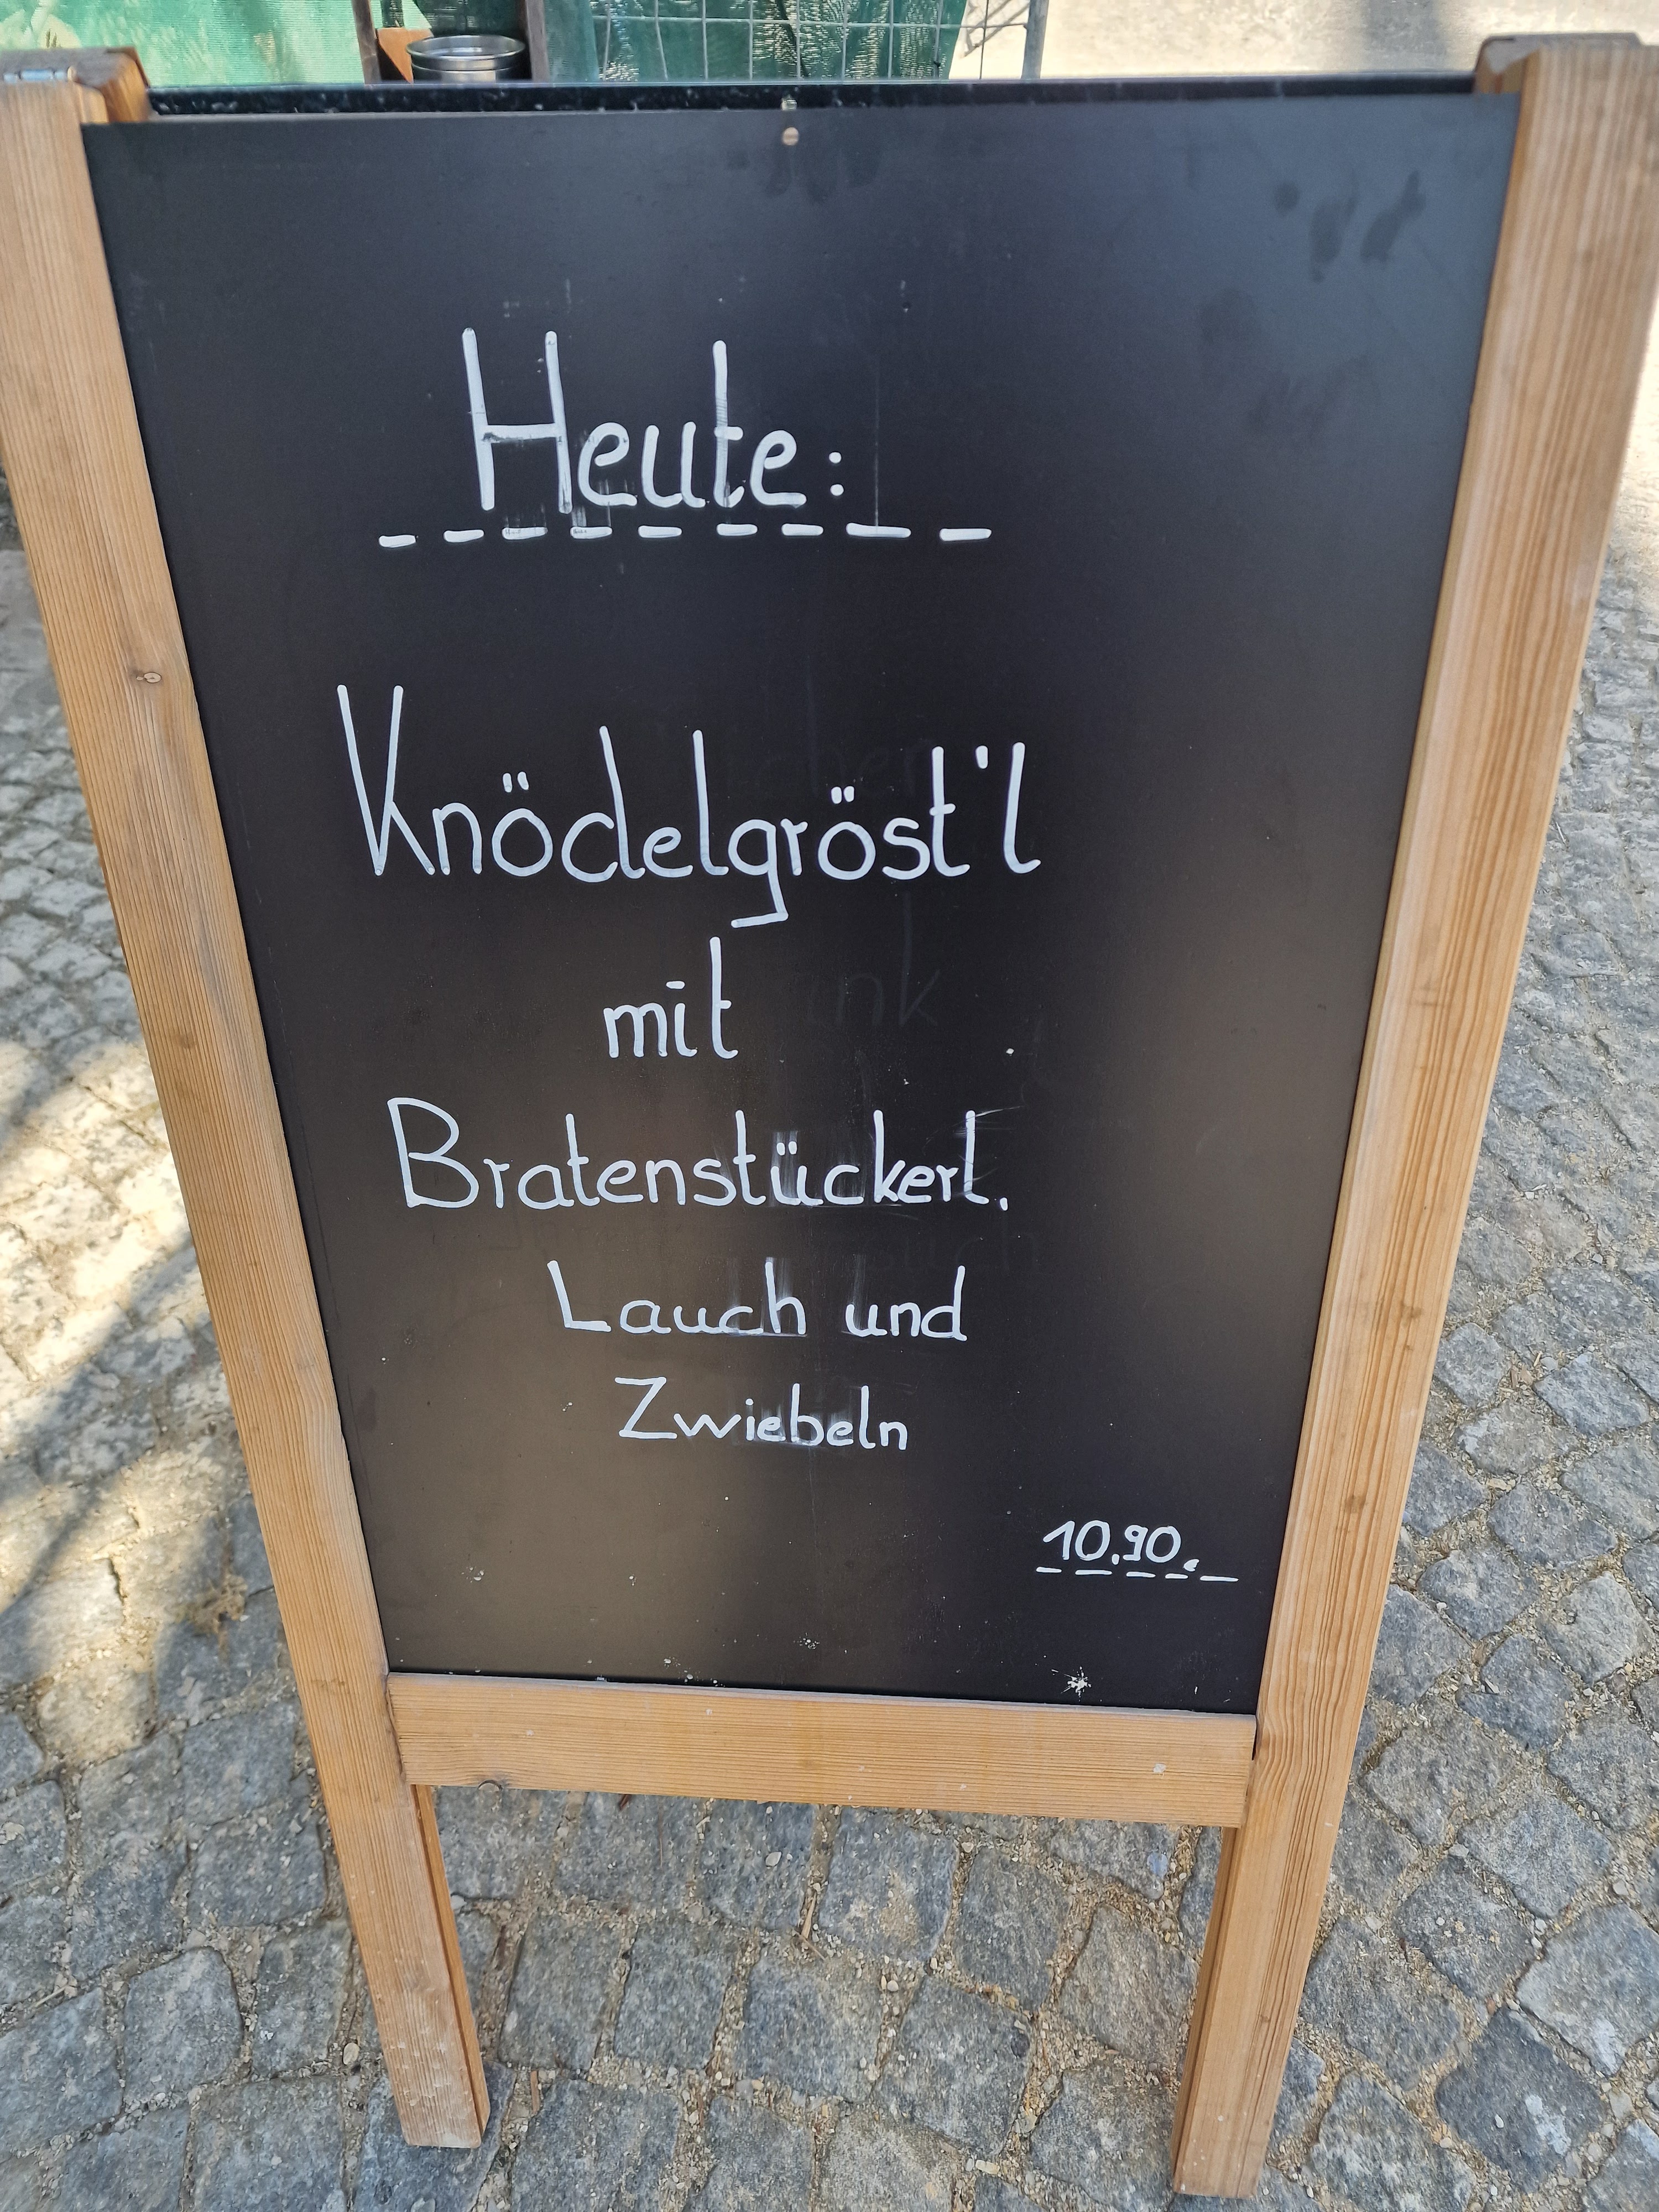 Heute:
Knödelgröst'l
mit
Bratenstückerl,
Lauch und
Zwiebeln
10,90.